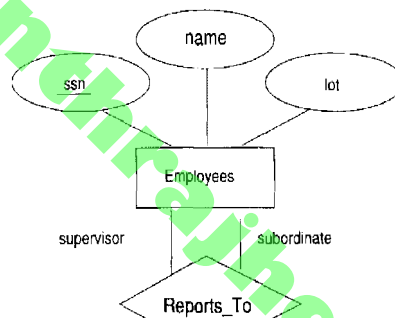 name
ssn
lot
Employees
supervisor
subordinate
Reports_To